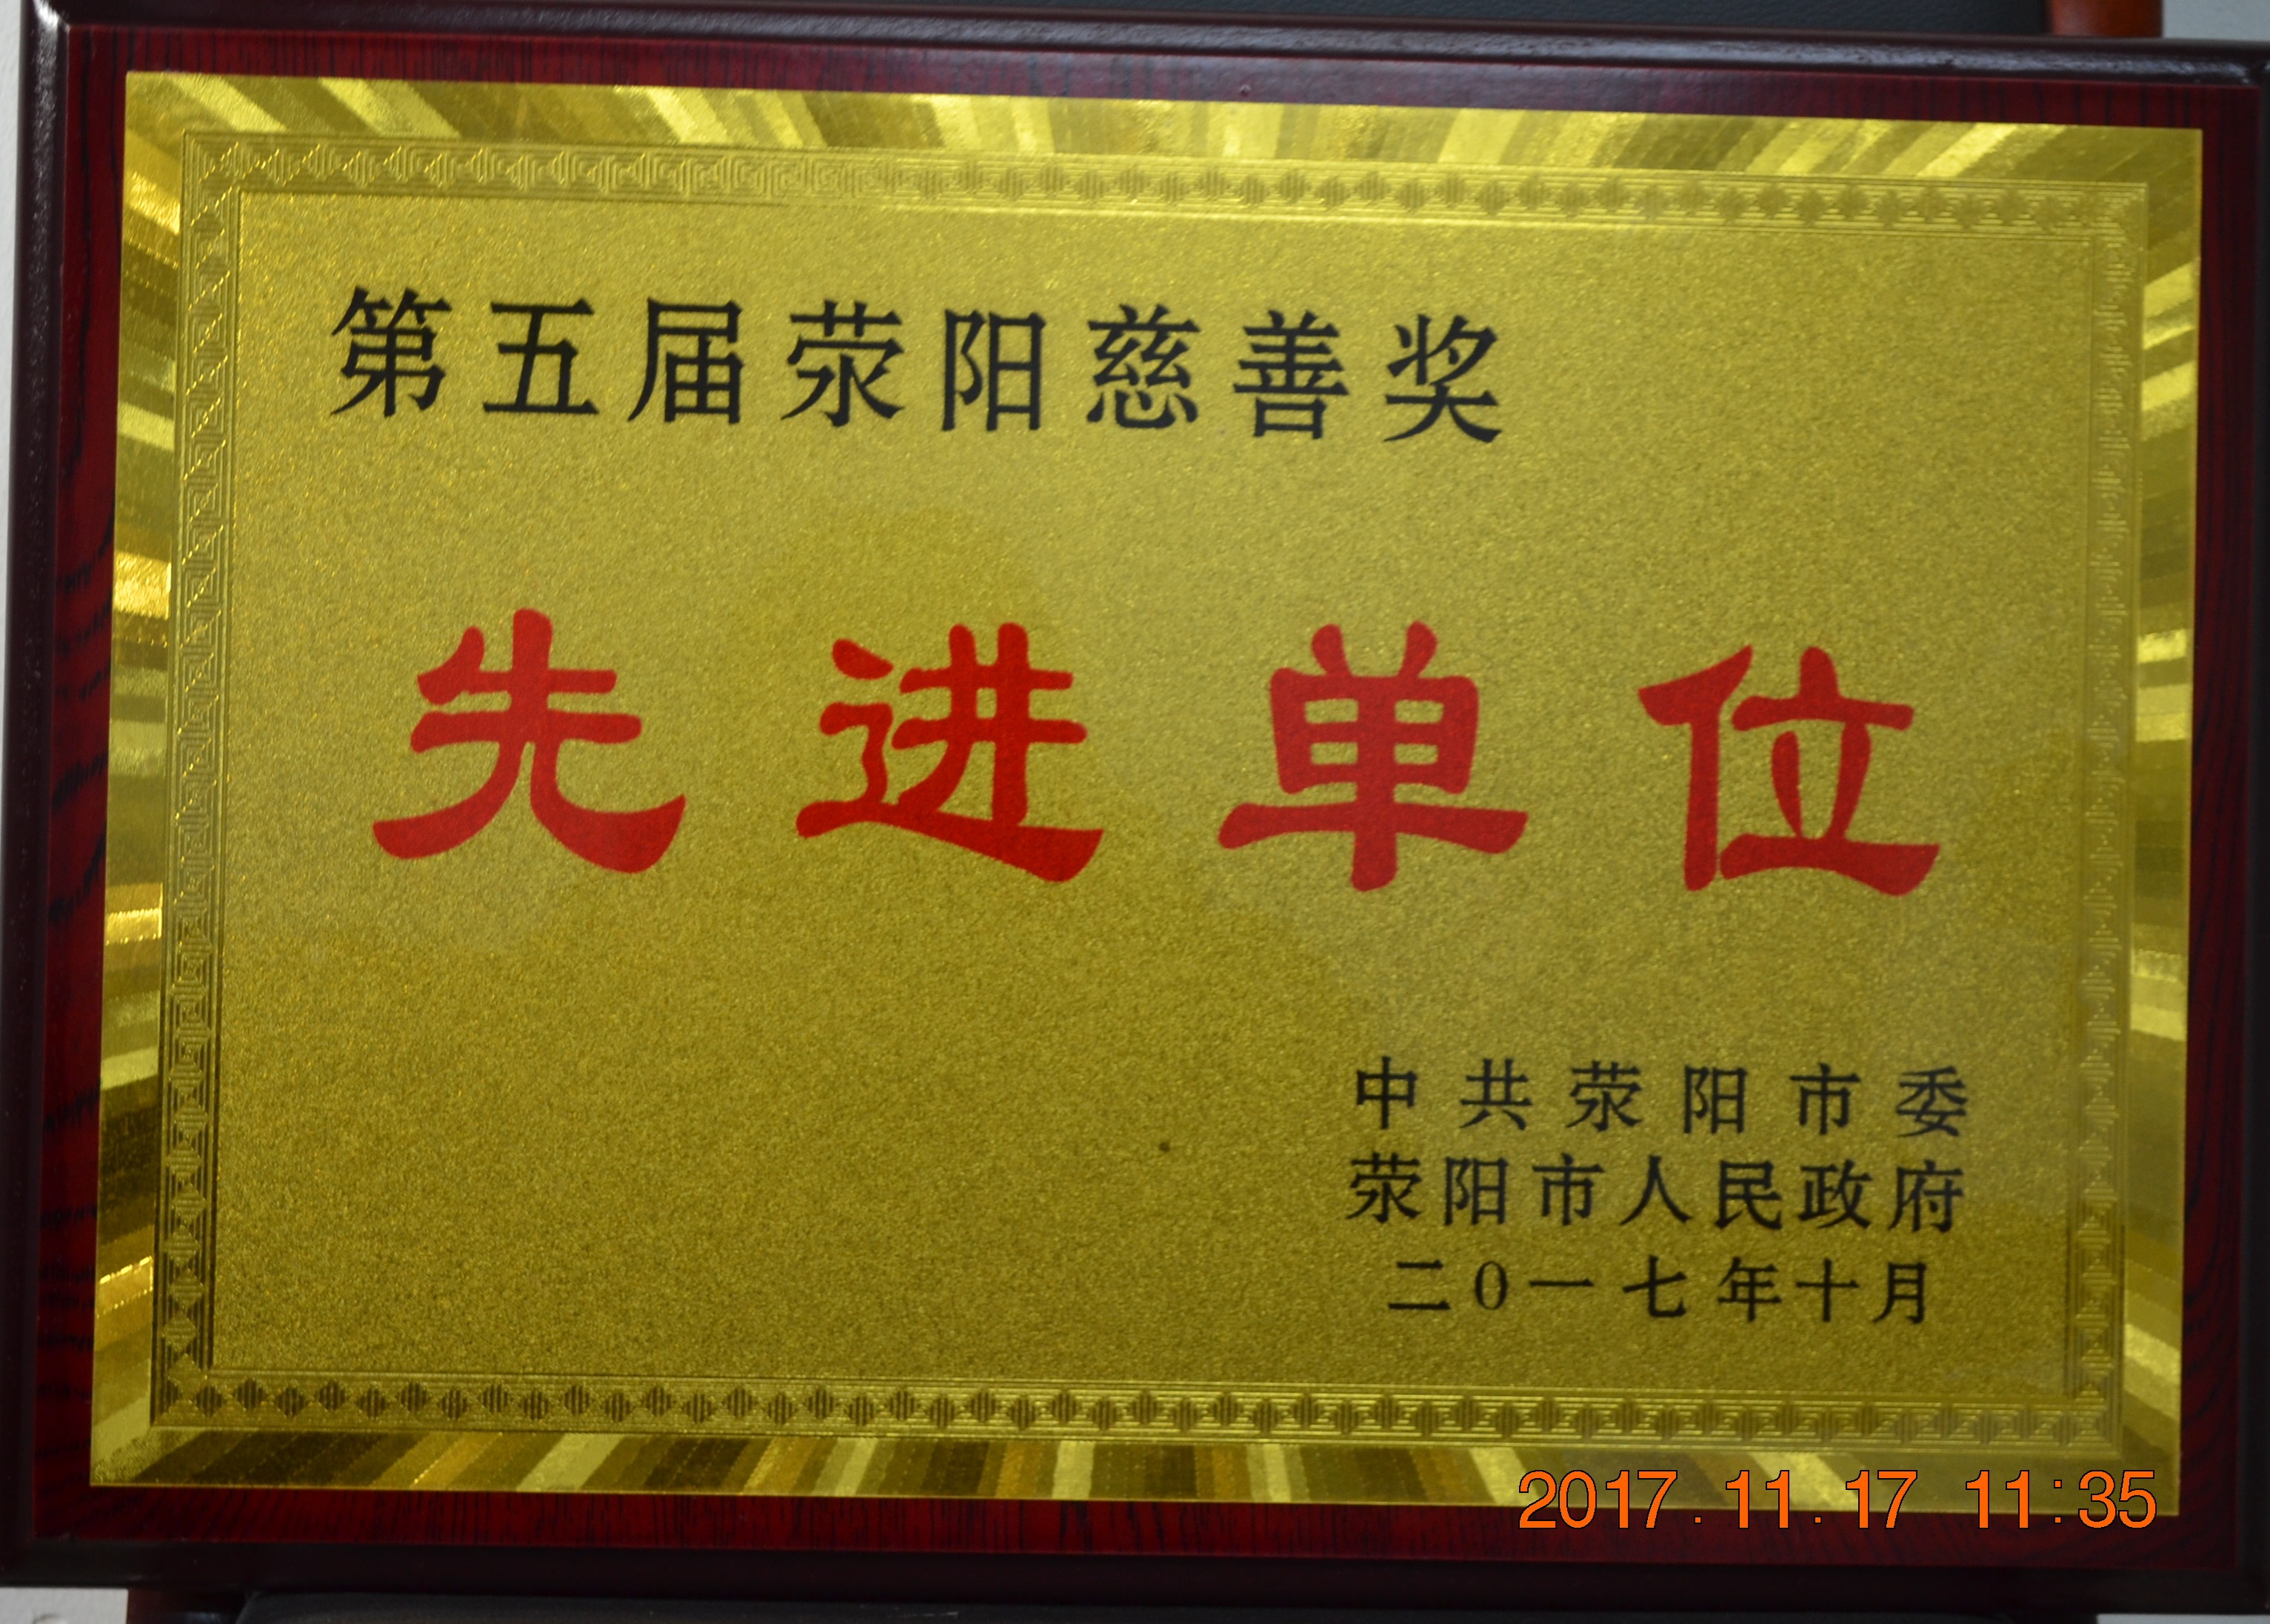 第五届荥阳慈善奖
先进单位
中共荥阳市委
荥阳市人民政府
二0一七年十月
2017.11.17 11:35